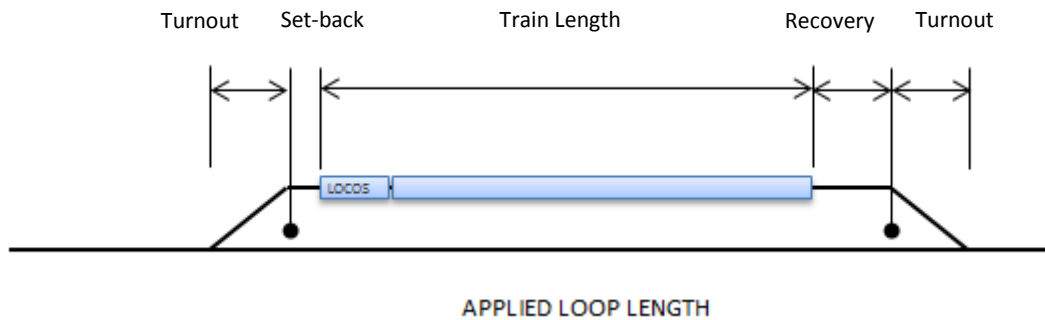 Turnout Set-back Train Length Recovery Turnout
LOCOS
APPLIED LOOP LENGTH